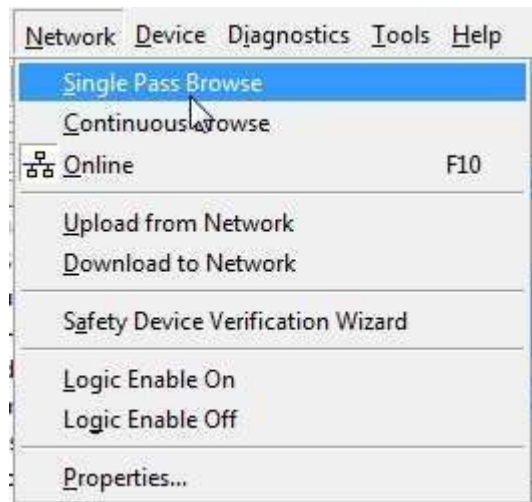 Network Device Diagnostics Tools Help
Single Pass Browse
Continuous Browse
Online F10
Upload from Network
Download to Network
Safety Device Verification Wizard
Logic Enable On
Logic Enable Off
Properties...